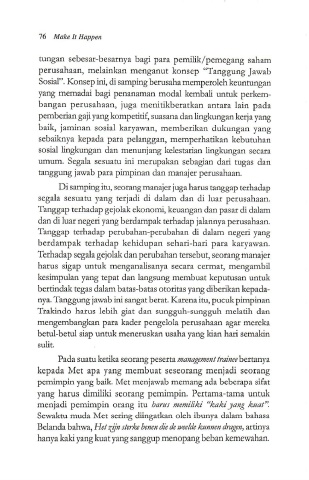 76 Make It Happen
tungan sebesar-besarnya bagi para pemilik/pemegang saham
perusahaan, melainkan menganut konsep “Tanggung Jawab
Sosial”. Konsep ini, di samping berusaha memperoleh keuntungan
yang memadai bagi penanaman modal kembali untuk perkem-
bangan perusahaan, juga menitikberatkan antara lain pada
pemberian gaji yang kompetitif, suasana dan lingkungan kerja yang
baik, jaminan sosial karyawan, memberikan dukungan yang
sebaiknya kepada para pelanggan, memperhatikan kebutuhan
sosial lingkungan dan menunjang kelestarian lingkungan secara
umum. Segala sesuatu ini merupakan sebagian dari tugas dan
tanggung jawab para pimpinan dan manajer perusahaan.
Di samping itu, seorang manajer juga harus tanggap terhadap
segala sesuatu yang terjadi di dalam dan di luar perusahaan.
Tanggap terhadap gejolak ekonomi, keuangan dan pasar di dalam
dan di luar negeri yang berdampak terhadap jalannya perusahaan.
Tanggap terhadap perubahan-perubahan di dalam negeri yang
berdampak terhadap kehidupan sehari-hari para karyawan.
Terhadap segala gejolak dan perubahan tersebut, seorang manajer
harus sigap untuk menganalisanya secara cermat, mengambil
kesimpulan yang tepat dan langsung membuat keputusan untuk
bertindak tegas dalam batas-batas otoritas yang diberikan kepada-
nya. Tanggung jawab ini sangat berat. Karena itu, pucuk pimpinan
Trakindo harus lebih giat dan sungguh-sungguh melatih dan
mengembangkan para kader pengelola perusahaan agar mereka
betul-betul siap untuk meneruskan usaha yang kian hari semakin
sulit.
Pada suatu ketika seorang peserta management trainee bertanya
kepada Met apa yang membuat seseorang menjadi seorang
pemimpin yang baik. Met menjawab memang ada beberapa sifat
yang harus dimiliki seorang pemimpin. Pertama-tama untuk
menjadi pemimpin orang itu harus memiliki “kaki yang kuat”.
Sewaktu muda Met sering diingatkan oleh ibunya dalam bahasa
Belanda bahwa, Het zijn sterke benen die de weelde kunnen dragen, artinya
hanya kaki yang kuat yang sanggup menopang beban kemewahan.